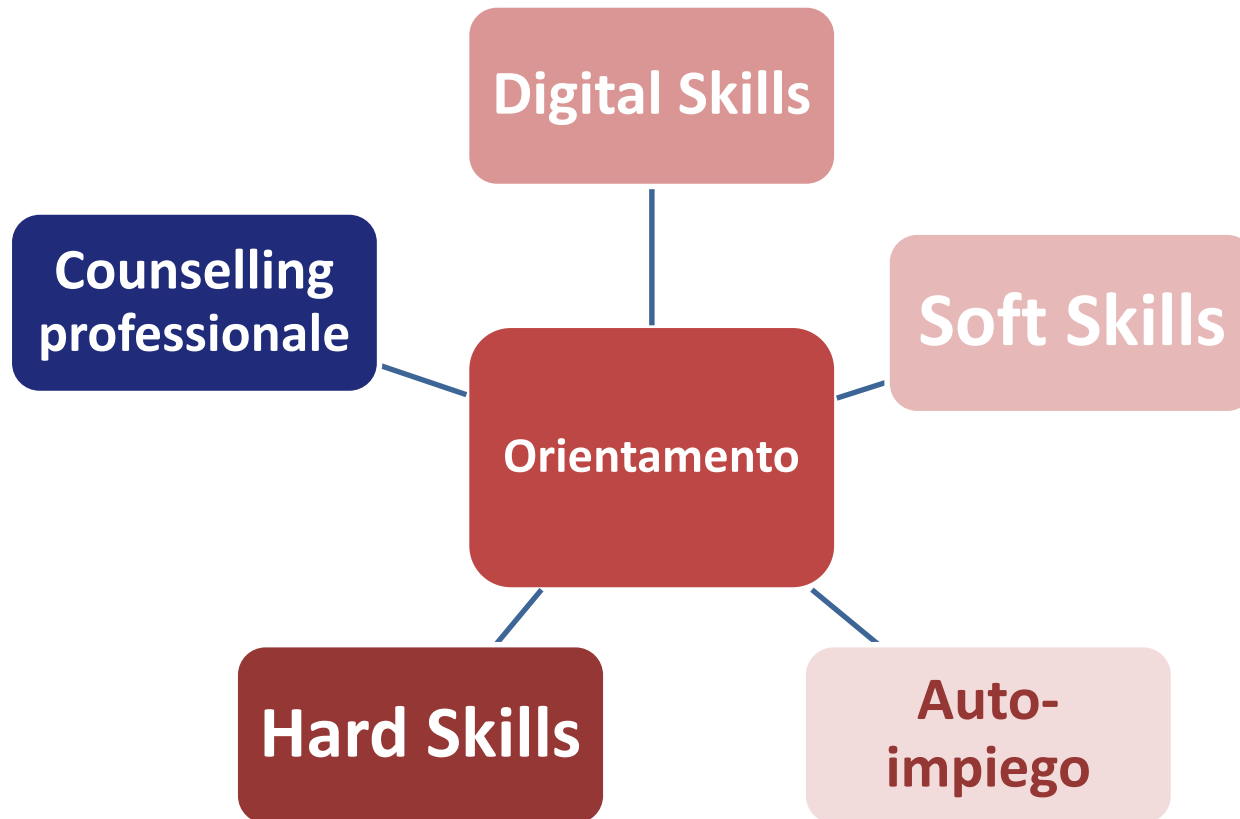 Digital Skills
Counselling
professionale
Soft Skills
Orientamento
Hard Skills
Auto-
impiego